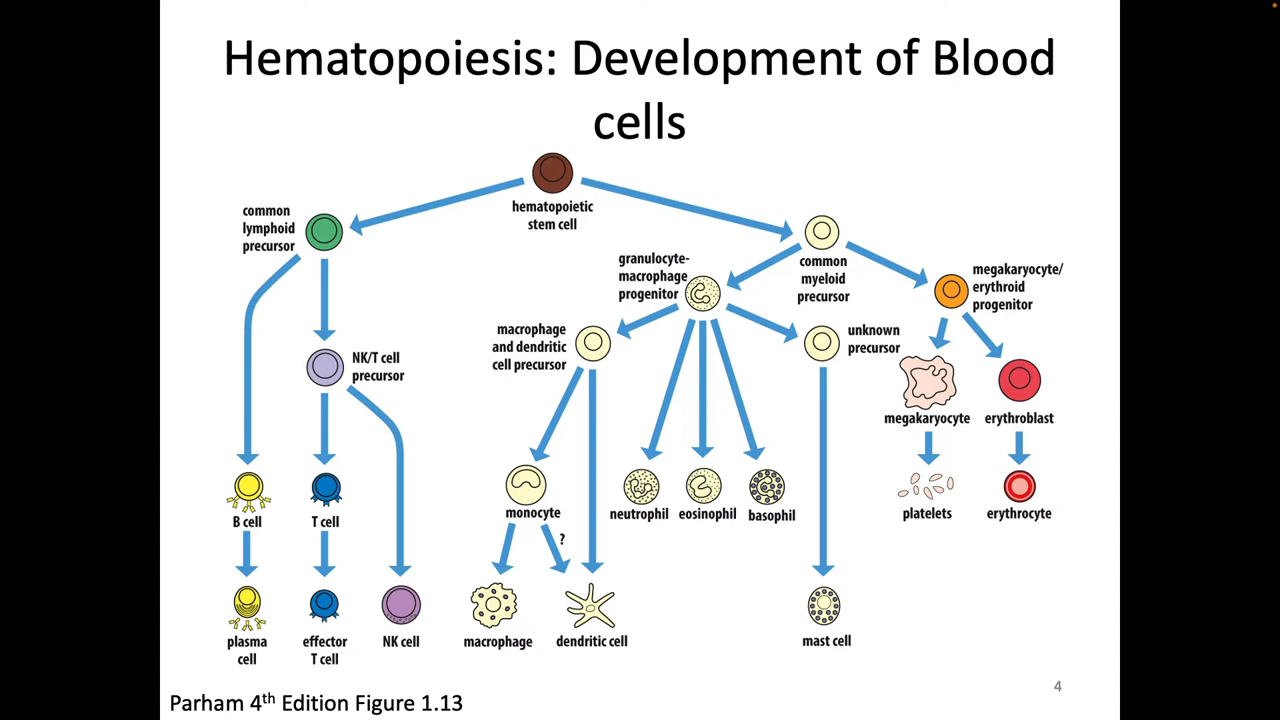 Hematopoiesis: Development of Blood
cells
hematopoietic
stem cell
common
lymphoid
precursor
common
myeloid
precursor
granulocyte-
macrophage
progenitor
megakaryocyte/
erythroid
progenitor
macrophage
and dendritic
cell precursor
unknown
precursor
NK/T cell
precursor
megakaryocyte
erythroblast
B cell
T cell
monocyte
neutrophil
eosinophil
basophil
platelets
erythrocyte
?
plasma
cell
effector
T cell
NK cell
macrophage
dendritic cell
mast cell
4
Parham 4th Edition Figure 1.13